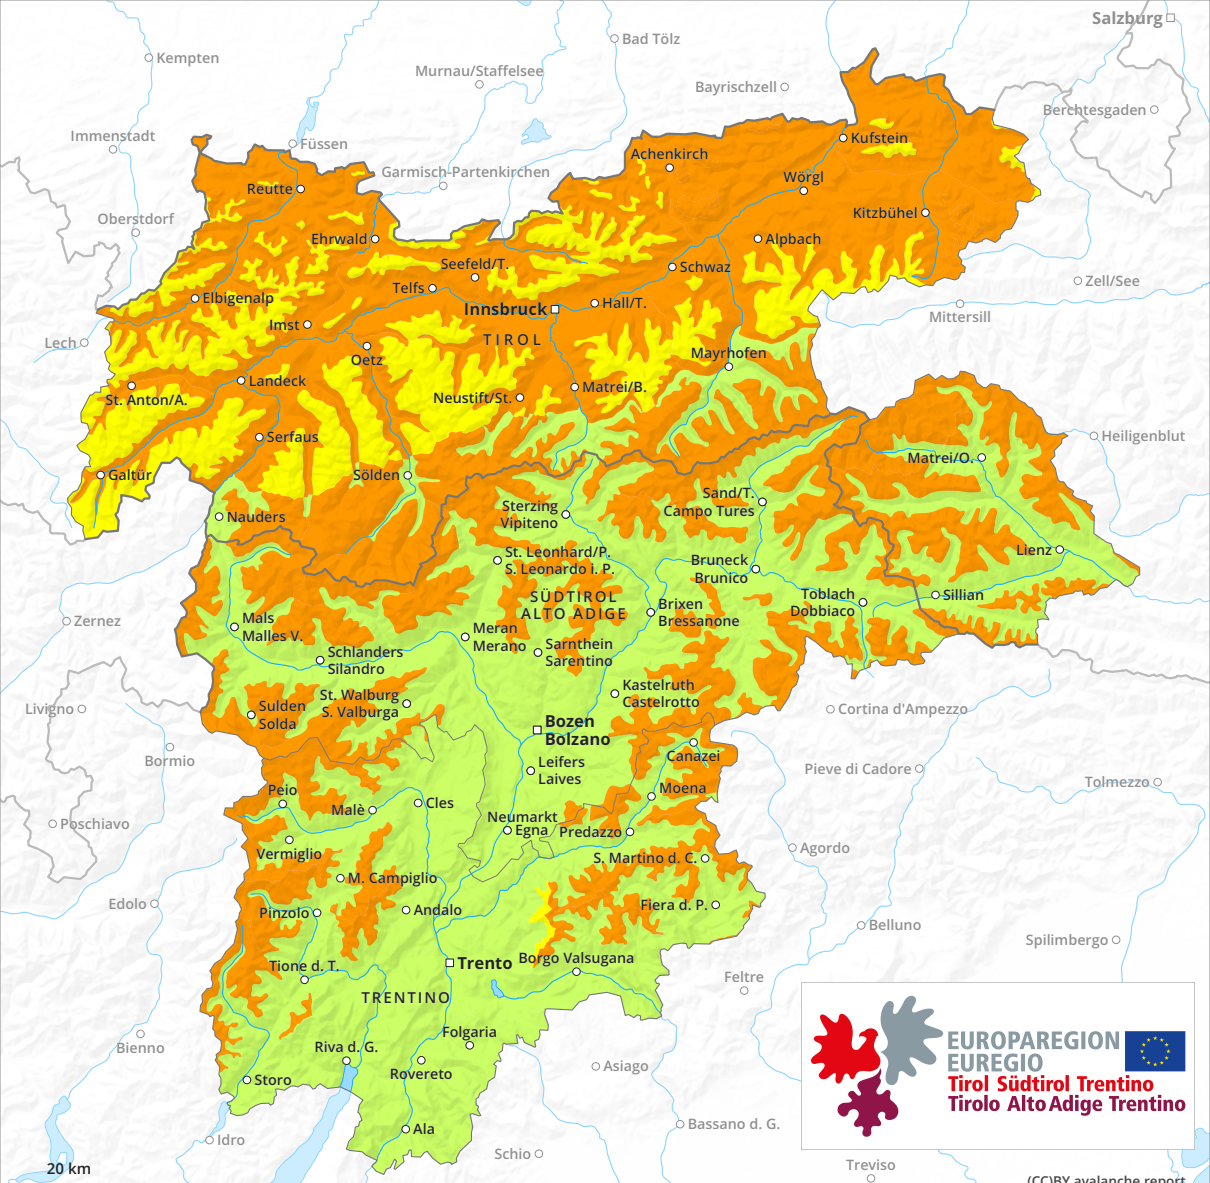 Salzburg
Bad Tölz
Kempten
Murnau/Staffelsee
Bayrischzell
Berchtesgaden
Immenstadt
Füssen
Kufstein
Achenkirch
Garmisch-Partenkirchen
Wörgl
Reutte
Oberstdorf
Kitzbühel
Ehrwald
Alpbach
Seefeld/T.
Schwaz
Zell/See
Telfs
Elbigenalp
Innsbruck
Hall/T.
Mittersill
Imst
TIROL
Lech
Oetz
Mayrhofen
Landeck
Matrei/B.
St. Anton/A.
Neustift/St.
Serfaus
Heiligenblut
Matrei/O.
Galtür
Sölden
Sand/T.
Campo Tures
Sterzing
Vipiteno
Nauders
St. Leonhard/P.
S. Leonardo i. P.
Lienz
Bruneck
Brunico
SÜDTIROL
ALTO ADIGE
Toblach
Dobbiaco
Sillian
Brixen
Bressanone
Zernez
Mals
Malles V.
Meran
Merano
Sarnthein
Sarentino
Schlanders
Silandro
Kastelruth
Castelrotto
St. Walburg
S. Valburga
Livigno
Sulden
Solda
Cortina d'Ampezzo
Bozen
Bolzano
Canazei
Bormio
Leifers
Laives
Pieve di Cadore
Tolmezzo
Peio
Moena
Malè
Cles
Neumarkt
Egna
Predazzo
Poschiavo
Vermiglio
S. Martino d. C.
Agordo
M. Campiglio
Edolo
Pinzolo
Andalo
Fiera d. P.
Belluno
Spilimbergo
Trento
Borgo Valsugana
Tione d. T.
Feltre
TRENTINO
Folgaria
Bienno
Riva d. G.
Rovereto
Asiago
Storo
EUROPAREGION
EUREGIO
Tirol Südtirol Trentino
Tirolo Alto Adige Trentino
Ala
Bassano d. G.
Idro
Schio
Treviso
20 km
(CC)BY avalanche.report